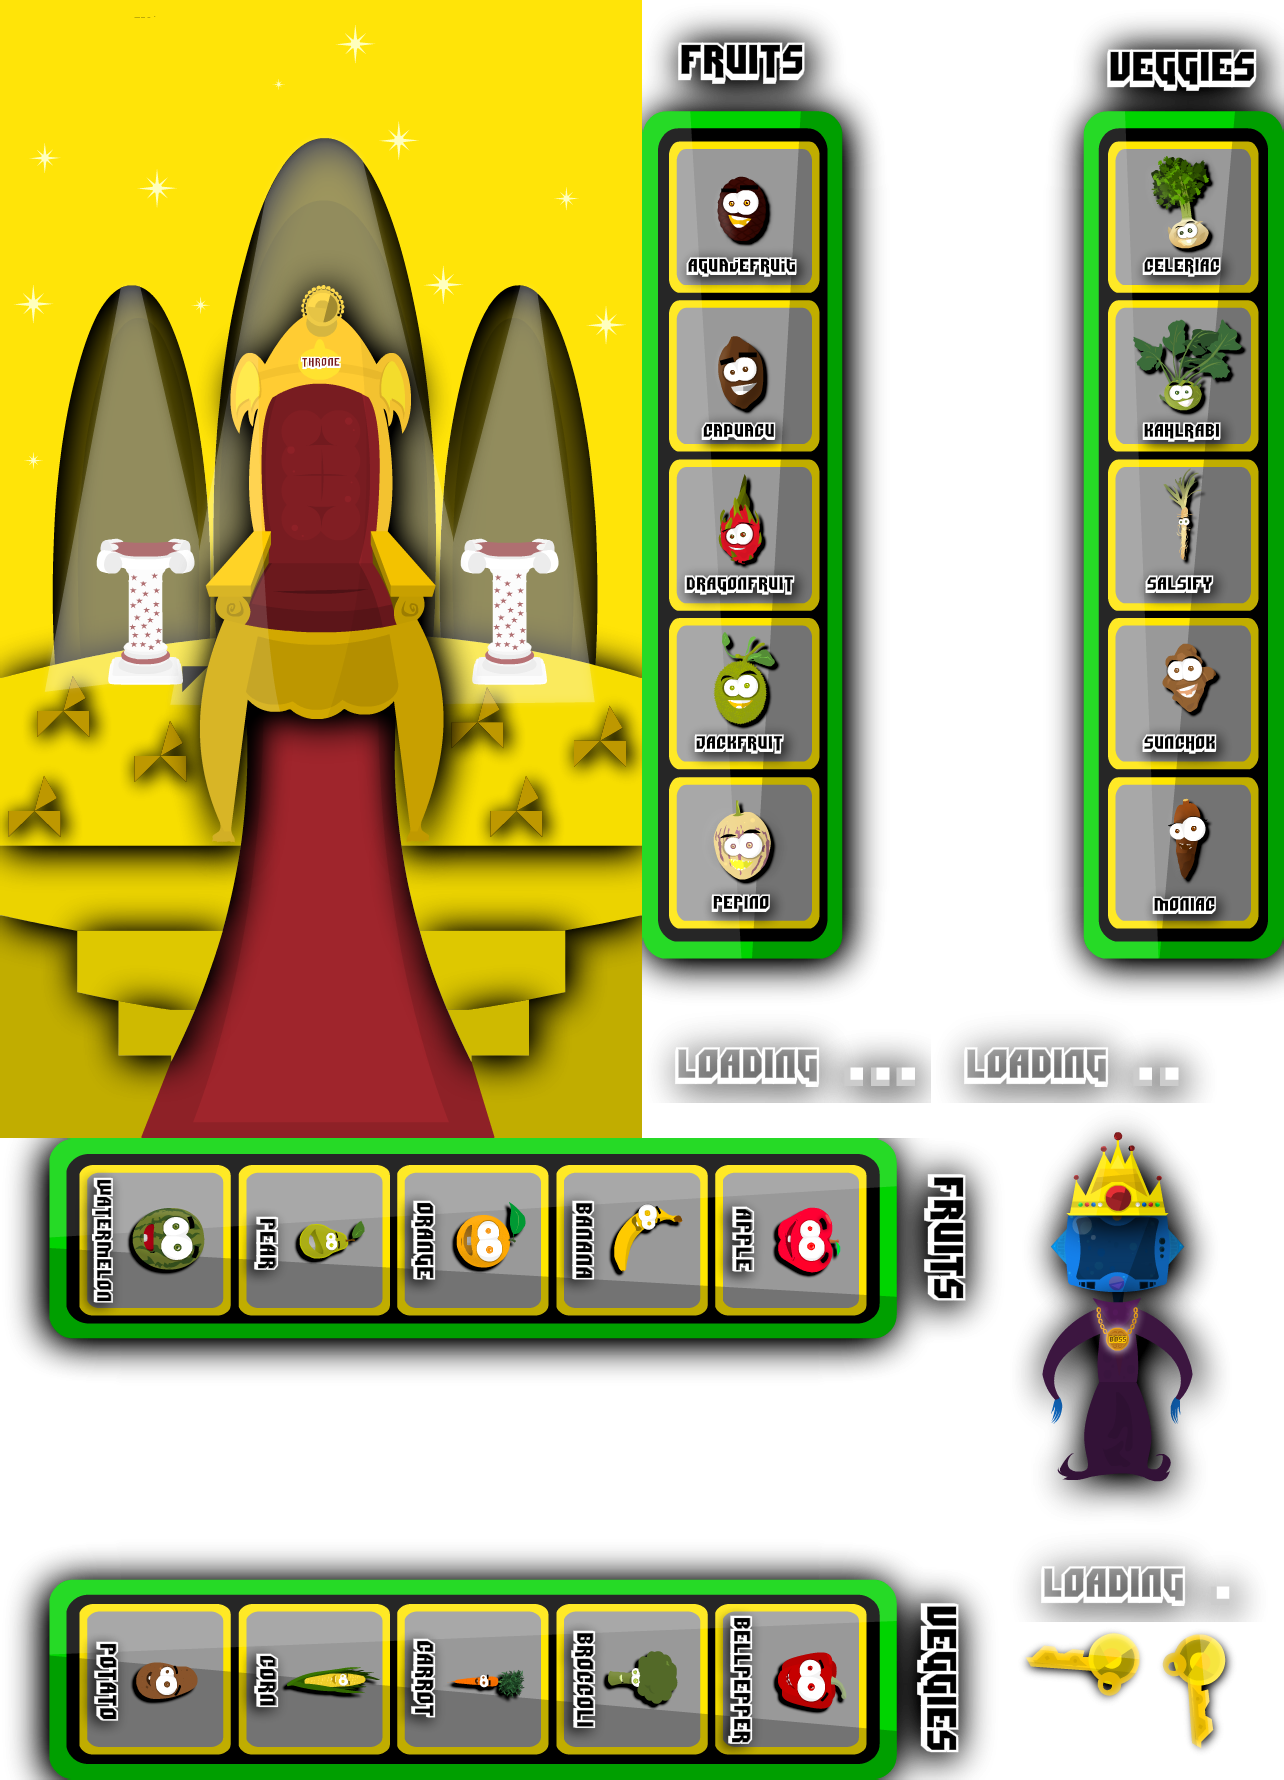 FRUITS
VEGGIES
AGUAJEFRUIT
CELERIAC
THRONE
CAPUACU
KAHLRABI
DRAGONFRUIT
SALSIFY
JACKFRUIT
SUNCHOK
PEPINO
MONIAC
LOADING ...
LOADING ..
WATERMELON
PEAR
ORANGE
BANANA
APPLE
FRUITS
BOSS
LOADING .
POTATO
CORN
CARROT
BROCCOLI
BELLPEPPER
VEGGIES